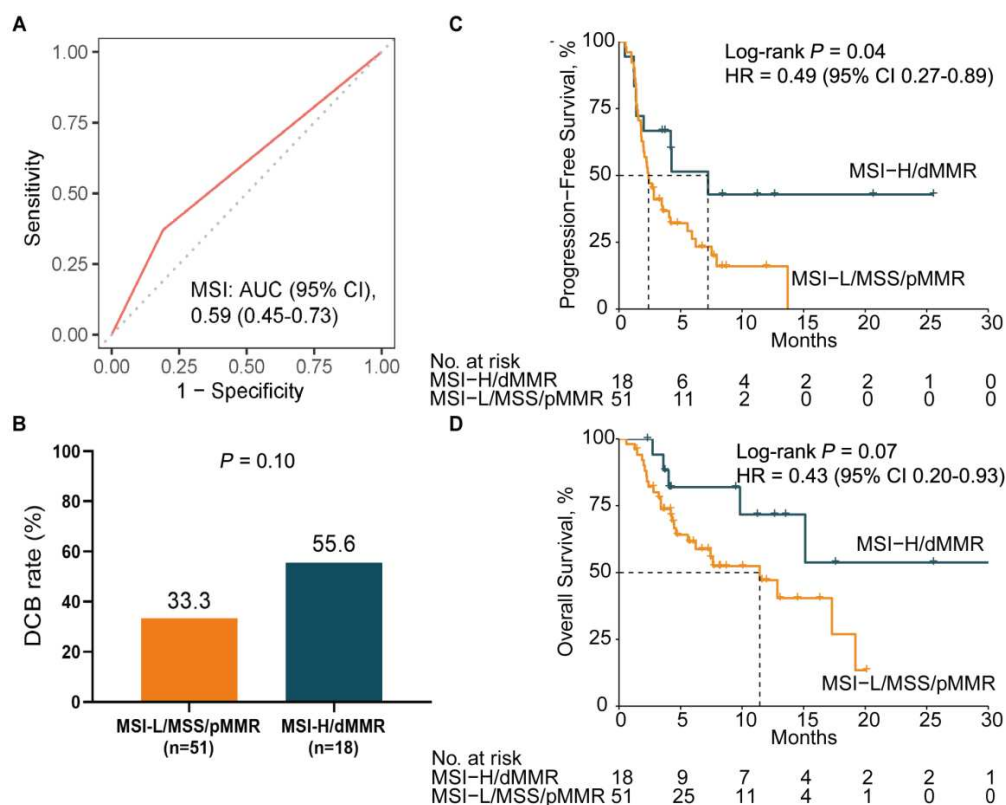 A
1.00
0.75
0.50
0.25
0.00
Sensitivity
MSI: AUC (95% CI),
0.59 (0.45-0.73)
0.00 0.25 0.50 0.75 1.00
1 − Specificity
B
100
80
60
40
20
0
DCB rate (%)
P = 0.10
33.3
55.6
MSI-L/MSS/pMMR
(n=51)
MSI-H/dMMR
(n=18)
C
100
75
50
25
0
Progression-Free Survival, %
Log-rank P = 0.04
HR = 0.49 (95% CI 0.27-0.89)
MSI−H/dMMR
MSI−L/MSS/pMMR
0 5 10 15 20 25 30
Months
No. at risk
MSI−H/dMMR 18 6 4 2 2 1 0
MSI−L/MSS/pMMR 51 11 2 0 0 0 0
D
100
75
50
25
0
Overall Survival, %
Log-rank P = 0.07
HR = 0.43 (95% CI 0.20-0.93)
MSI−H/dMMR
MSI−L/MSS/pMMR
0 5 10 15 20 25 30
Months
No. at risk
MSI−H/dMMR 18 9 7 4 2 2 1
MSI−L/MSS/pMMR 51 25 11 4 1 0 0